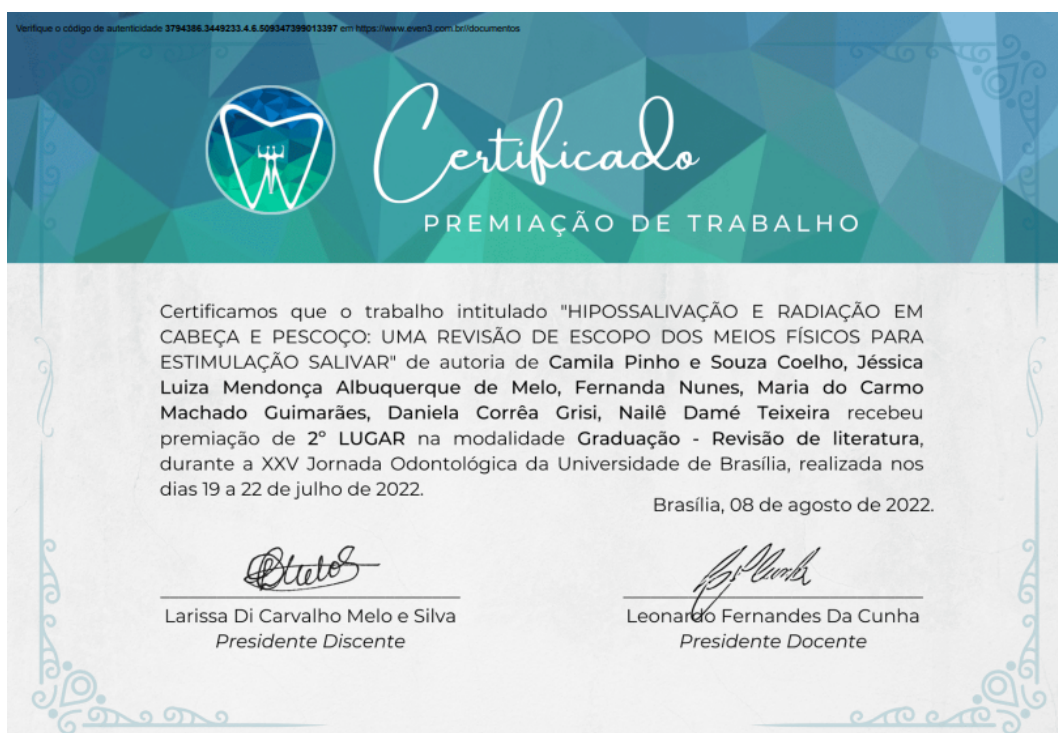 Verifique o código de autenticidade 3794386.3449233.4.6.509347399013397 em https://www.even3.com.br//documentos
Certificado
PREMIAÇÃO DE TRABALHO
Certificamos que o trabalho intitulado "HIPOSSALIVAÇÃO E RADIAÇÃO EM
CABEÇA E PESCOÇO: UMA REVISÃO DE ESCOPO DOS MEIOS FÍSICOS PARA
ESTIMULAÇÃO SALIVAR" de autoria de Camila Pinho e Souza Coelho, Jéssica
Luiza Mendonça Albuquerque de Melo, Fernanda Nunes, Maria do Carmo
Machado Guimarães, Daniela Corrêa Grisi, Nailê Damé Teixeira recebeu
premiação de 2º LUGAR na modalidade Graduação - Revisão de literatura,
durante a XXV Jornada Odontológica da Universidade de Brasília, realizada nos
dias 19 a 22 de julho de 2022.
Brasília, 08 de agosto de 2022.
Larissa Di Carvalho Melo e Silva
Presidente Discente
Leonardo Fernandes Da Cunha
Presidente Docente